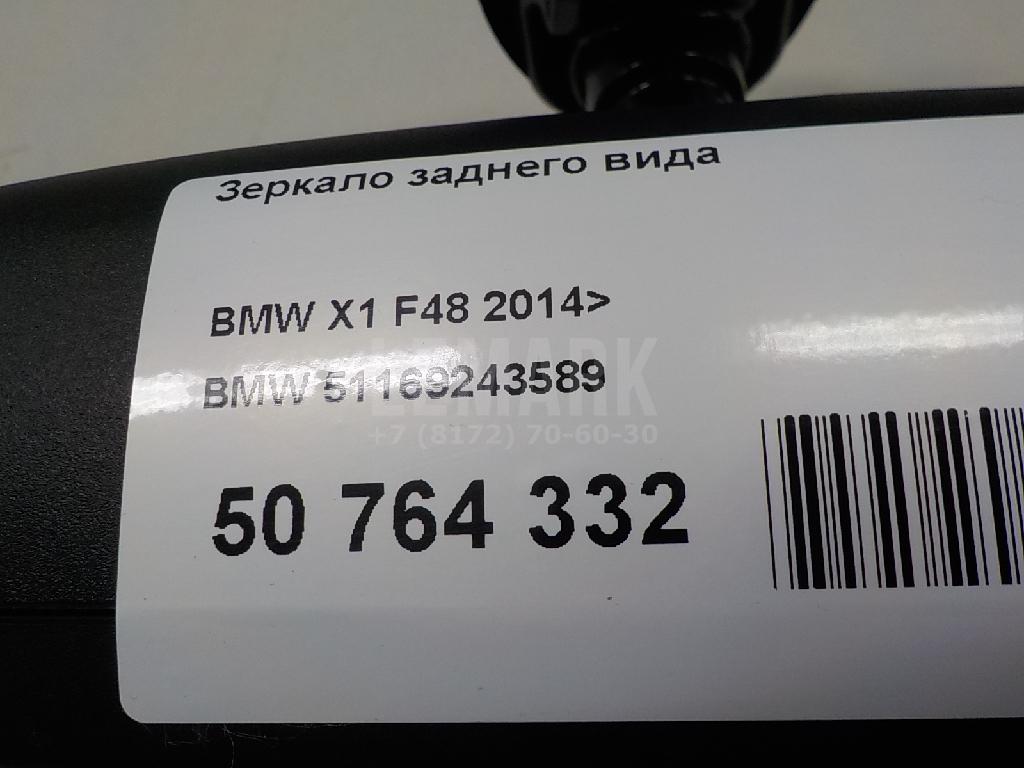 Зеркало заднего вида
BMW X1 F48 2014>
BMW 51169243589
LEMARK
+7 (8172) 70-60-30
50 764 332